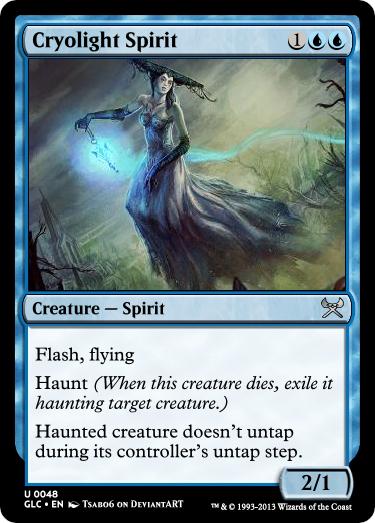 Cryolight Spirit 1
Creature — Spirit
Flash, flying
Haunt (When this creature dies, exile it
haunting target creature.)
Haunted creature doesn't untap
during its controller's untap step.
2/1
U 0048
GLC • EN Tsabo6 on DeviantART
™ & © 1993-2013 Wizards of the Coast